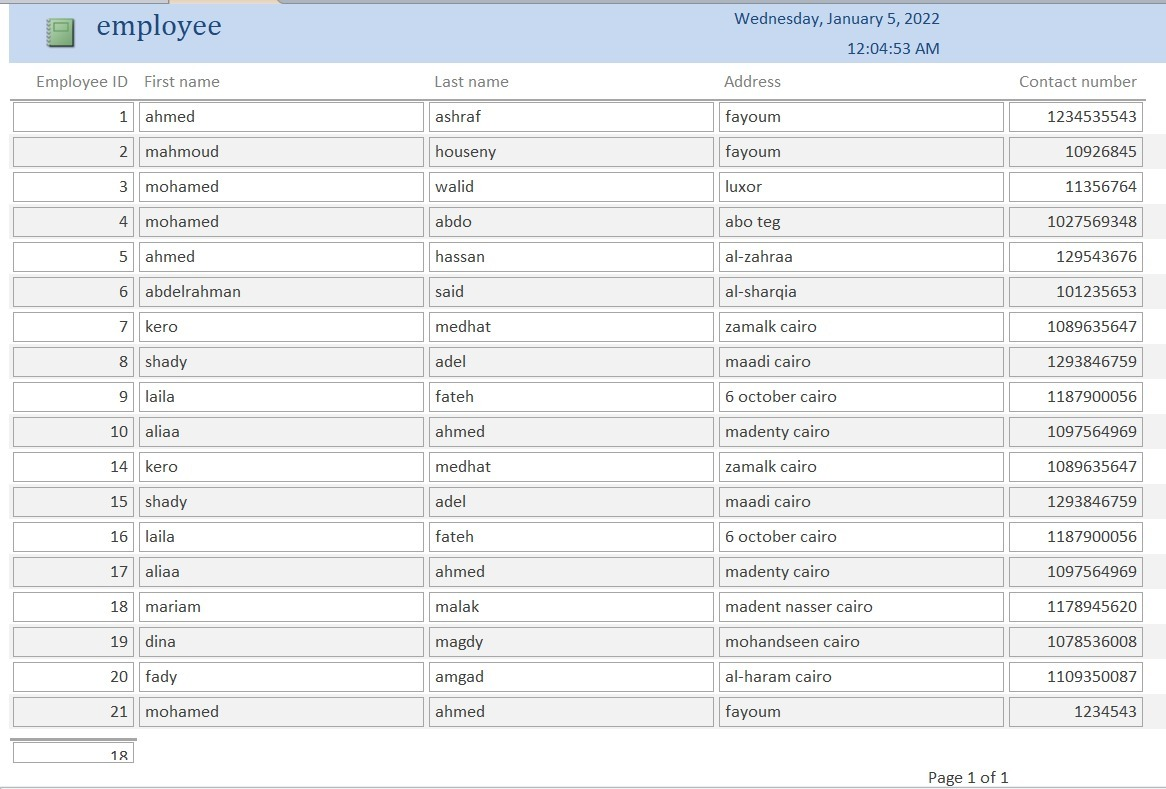 employee
Wednesday, January 5, 2022
12:04:53 AM
Employee ID First name Last name Address Contact number
1 ahmed ashraf fayoum 1234535543
2 mahmoud houseny fayoum 10926845
3 mohamed walid luxor 11356764
4 mohamed abdo abo teg 1027569348
5 ahmed hassan al-zahraa 129543676
6 abdelrahman said al-sharqia 101235653
7 kero medhat zamalk cairo 1089635647
8 shady adel maadi cairo 1293846759
9 laila fateh 6 october cairo 1187900056
10 aliaa ahmed madenty cairo 1097564969
14 kero medhat zamalk cairo 1089635647
15 shady adel maadi cairo 1293846759
16 laila fateh 6 october cairo 1187900056
17 aliaa ahmed madenty cairo 1097564969
18 mariam malak madent nasser cairo 1178945620
19 dina magdy mohandseen cairo 1078536008
20 fady amgad al-haram cairo 1109350087
21 mohamed ahmed fayoum 1234543
18
Page 1 of 1